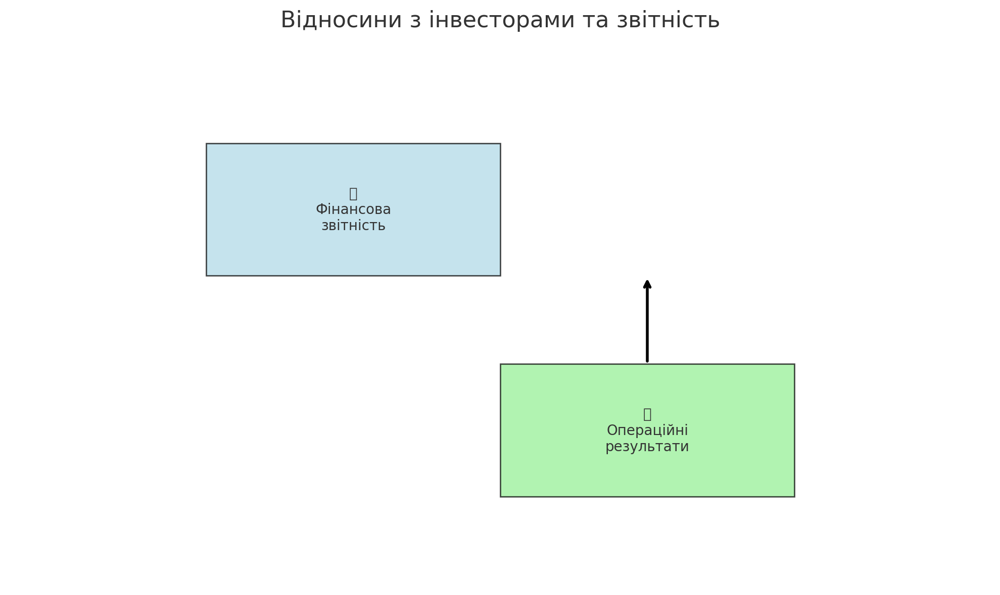 Відносини з інвесторами та звітність
Фінансова
звітність
Операційні
результати